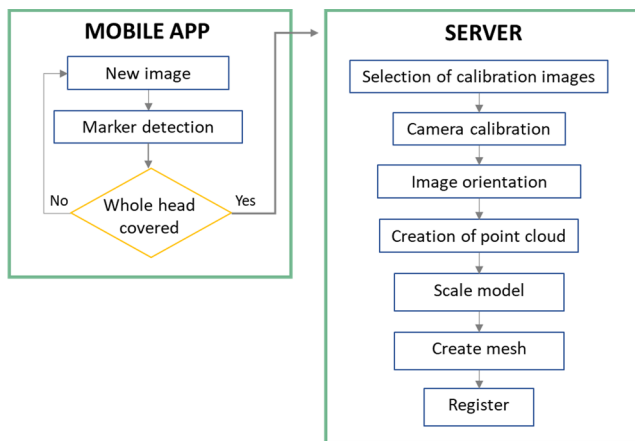 MOBILE APP
New image
Marker detection
No
Yes
Whole head
covered
SERVER
Selection of calibration images
Camera calibration
Image orientation
Creation of point cloud
Scale model
Create mesh
Register